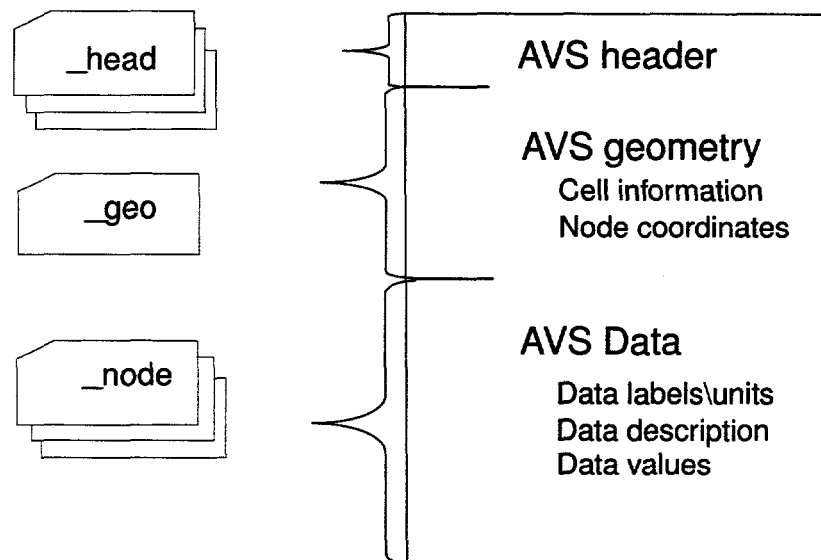 _head
AVS header
_geo
AVS geometry
Cell information
Node coordinates
_node
AVS Data
Data labels\units
Data description
Data values